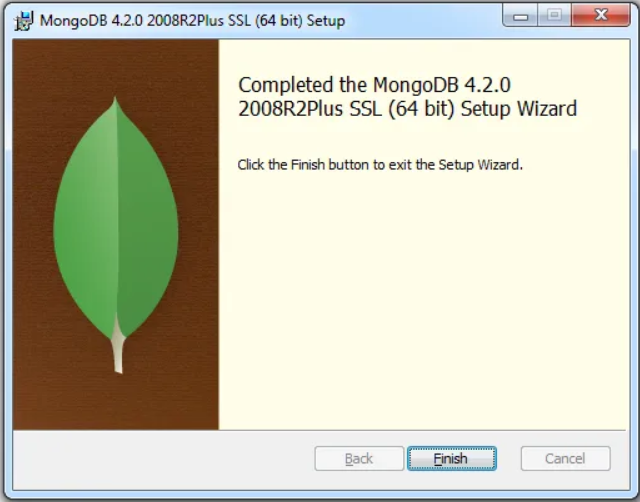 MongoDB 4.2.0 2008R2Plus SSL (64 bit) Setup
Completed the MongoDB 4.2.0
2008R2Plus SSL (64 bit) Setup Wizard
Click the Finish button to exit the Setup Wizard.
Back Finish Cancel